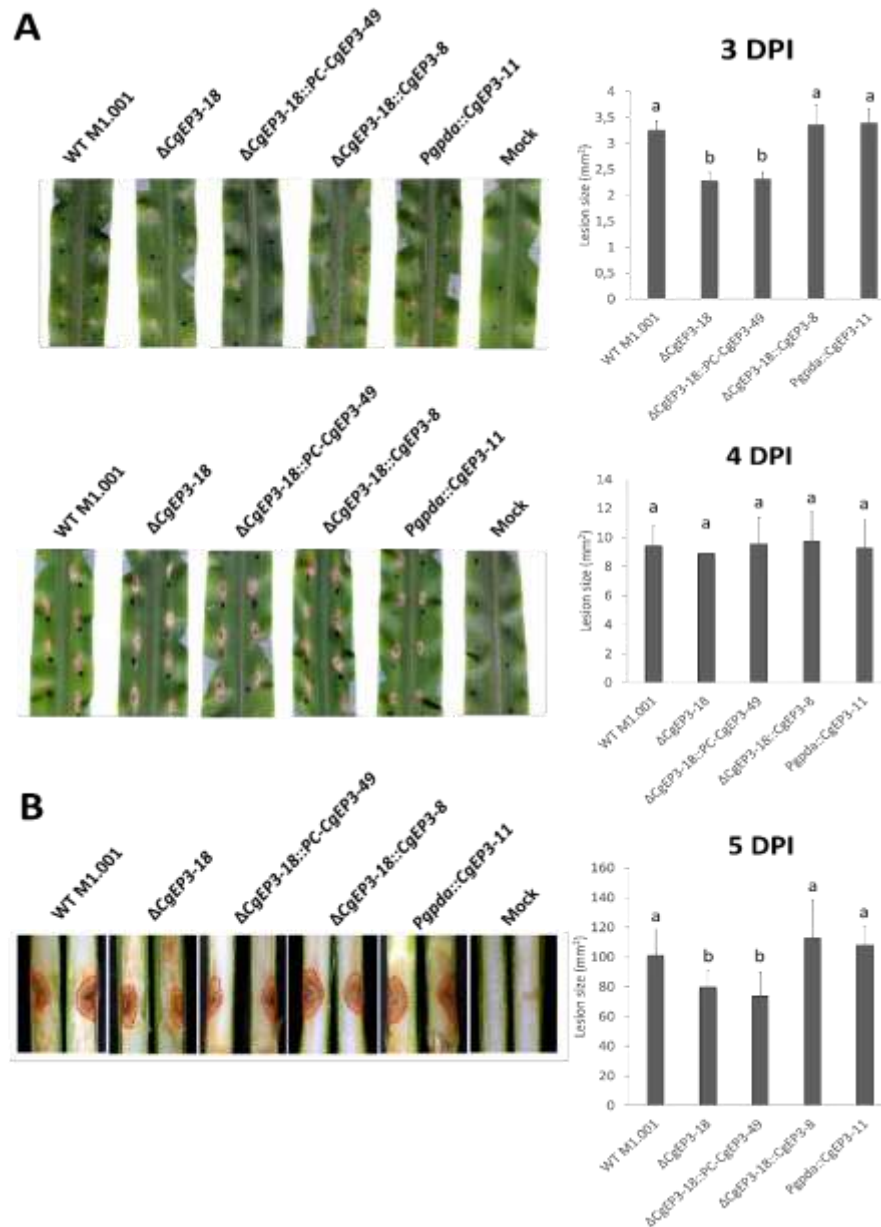 A
WT M1.001
ΔCgEP3-18
ΔCgEP3-18::PC-CgEP3-49
ΔCgEP3-18::CgEP3-8
Pgpda::CgEP3-11
Mock
3 DPI
Lesion size (mm²)
4
3,5
3
2,5
2
1,5
1
0,5
0
a
b
b
a
a
WT M1.001
ΔCgEP3-18
ΔCgEP3-18::PC-CgEP3-49
ΔCgEP3-18::CgEP3-8
Pgpda::CgEP3-11
WT M1.001
ΔCgEP3-18
ΔCgEP3-18::PC-CgEP3-49
ΔCgEP3-18::CgEP3-8
Pgpda::CgEP3-11
Mock
4 DPI
Lesion size (mm²)
14
12
10
8
6
4
2
0
a
a
a
a
a
WT M1.001
ΔCgEP3-18
ΔCgEP3-18::PC-CgEP3-49
ΔCgEP3-18::CgEP3-8
Pgpda::CgEP3-11
B
WT M1.001
ΔCgEP3-18
ΔCgEP3-18::PC-CgEP3-49
ΔCgEP3-18::CgEP3-8
Pgpda::CgEP3-11
Mock
5 DPI
Lesion size (mm²)
160
140
120
100
80
60
40
20
0
a
b
b
a
a
WT M1.001
ΔCgEP3-18
ΔCgEP3-18::PC-CgEP3-49
ΔCgEP3-18::CgEP3-8
Pgpda::CgEP3-11